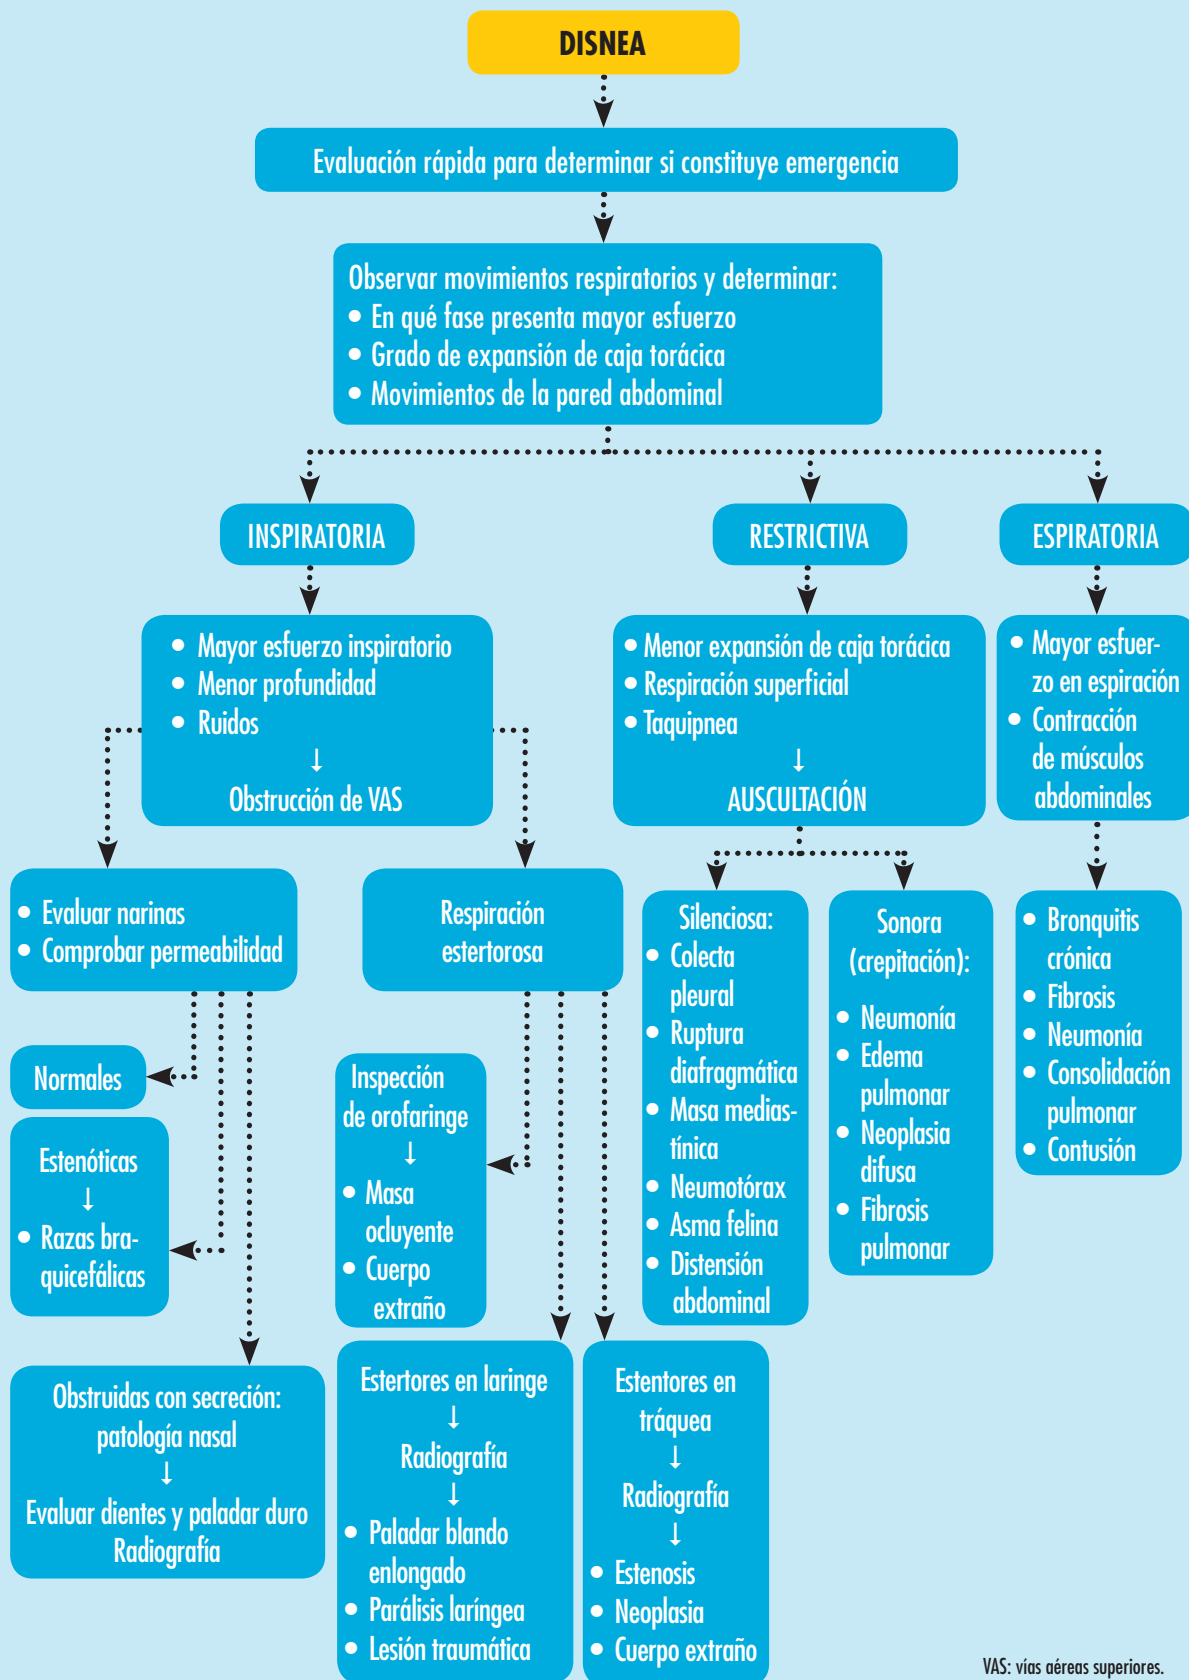 DISNEA
Evaluación rápida para determinar si constituye emergencia
Observar movimientos respiratorios y determinar:
• En qué fase presenta mayor esfuerzo
• Grado de expansión de caja torácica
• Movimientos de la pared abdominal
INSPIRATORIA
RESTRICTIVA
ESPIRATORIA
• Mayor esfuerzo inspiratorio
• Menor profundidad
• Ruidos
↓
Obstrucción de VAS
• Menor expansión de caja torácica
• Respiración superficial
• Taquipnea
↓
AUSCULTACIÓN
• Mayor esfuer-
zo en espiración
• Contracción
de músculos
abdominales
• Evaluar narinas
• Comprobar permeabilidad
Respiración
estertorosa
Silenciosa:
• Colecta
pleural
• Ruptura
diafragmática
• Masa medias-
tínica
• Neumotórax
• Asma felina
• Distensión
abdominal
Sonora
(crepitación):
• Neumonía
• Edema
pulmonar
• Neoplasia
difusa
• Fibrosis
pulmonar
• Bronquitis
crónica
• Fibrosis
• Neumonía
• Consolidación
pulmonar
• Contusión
Normales
Estenóticas
↓
• Razas bra-
quicefálicas
Inspección
de orofaringe
↓
• Masa
ocluyente
• Cuerpo
extraño
Obstruidas con secreción:
patología nasal
↓
Evaluar dientes y paladar duro
Radiografía
Estertores en laringe
↓
Radiografía
↓
• Paladar blando
enlongado
• Parálisis laríngea
• Lesión traumática
Estentores en
tráquea
↓
Radiografía
↓
• Estenosis
• Neoplasia
• Cuerpo extraño
VAS: vías aéreas superiores.